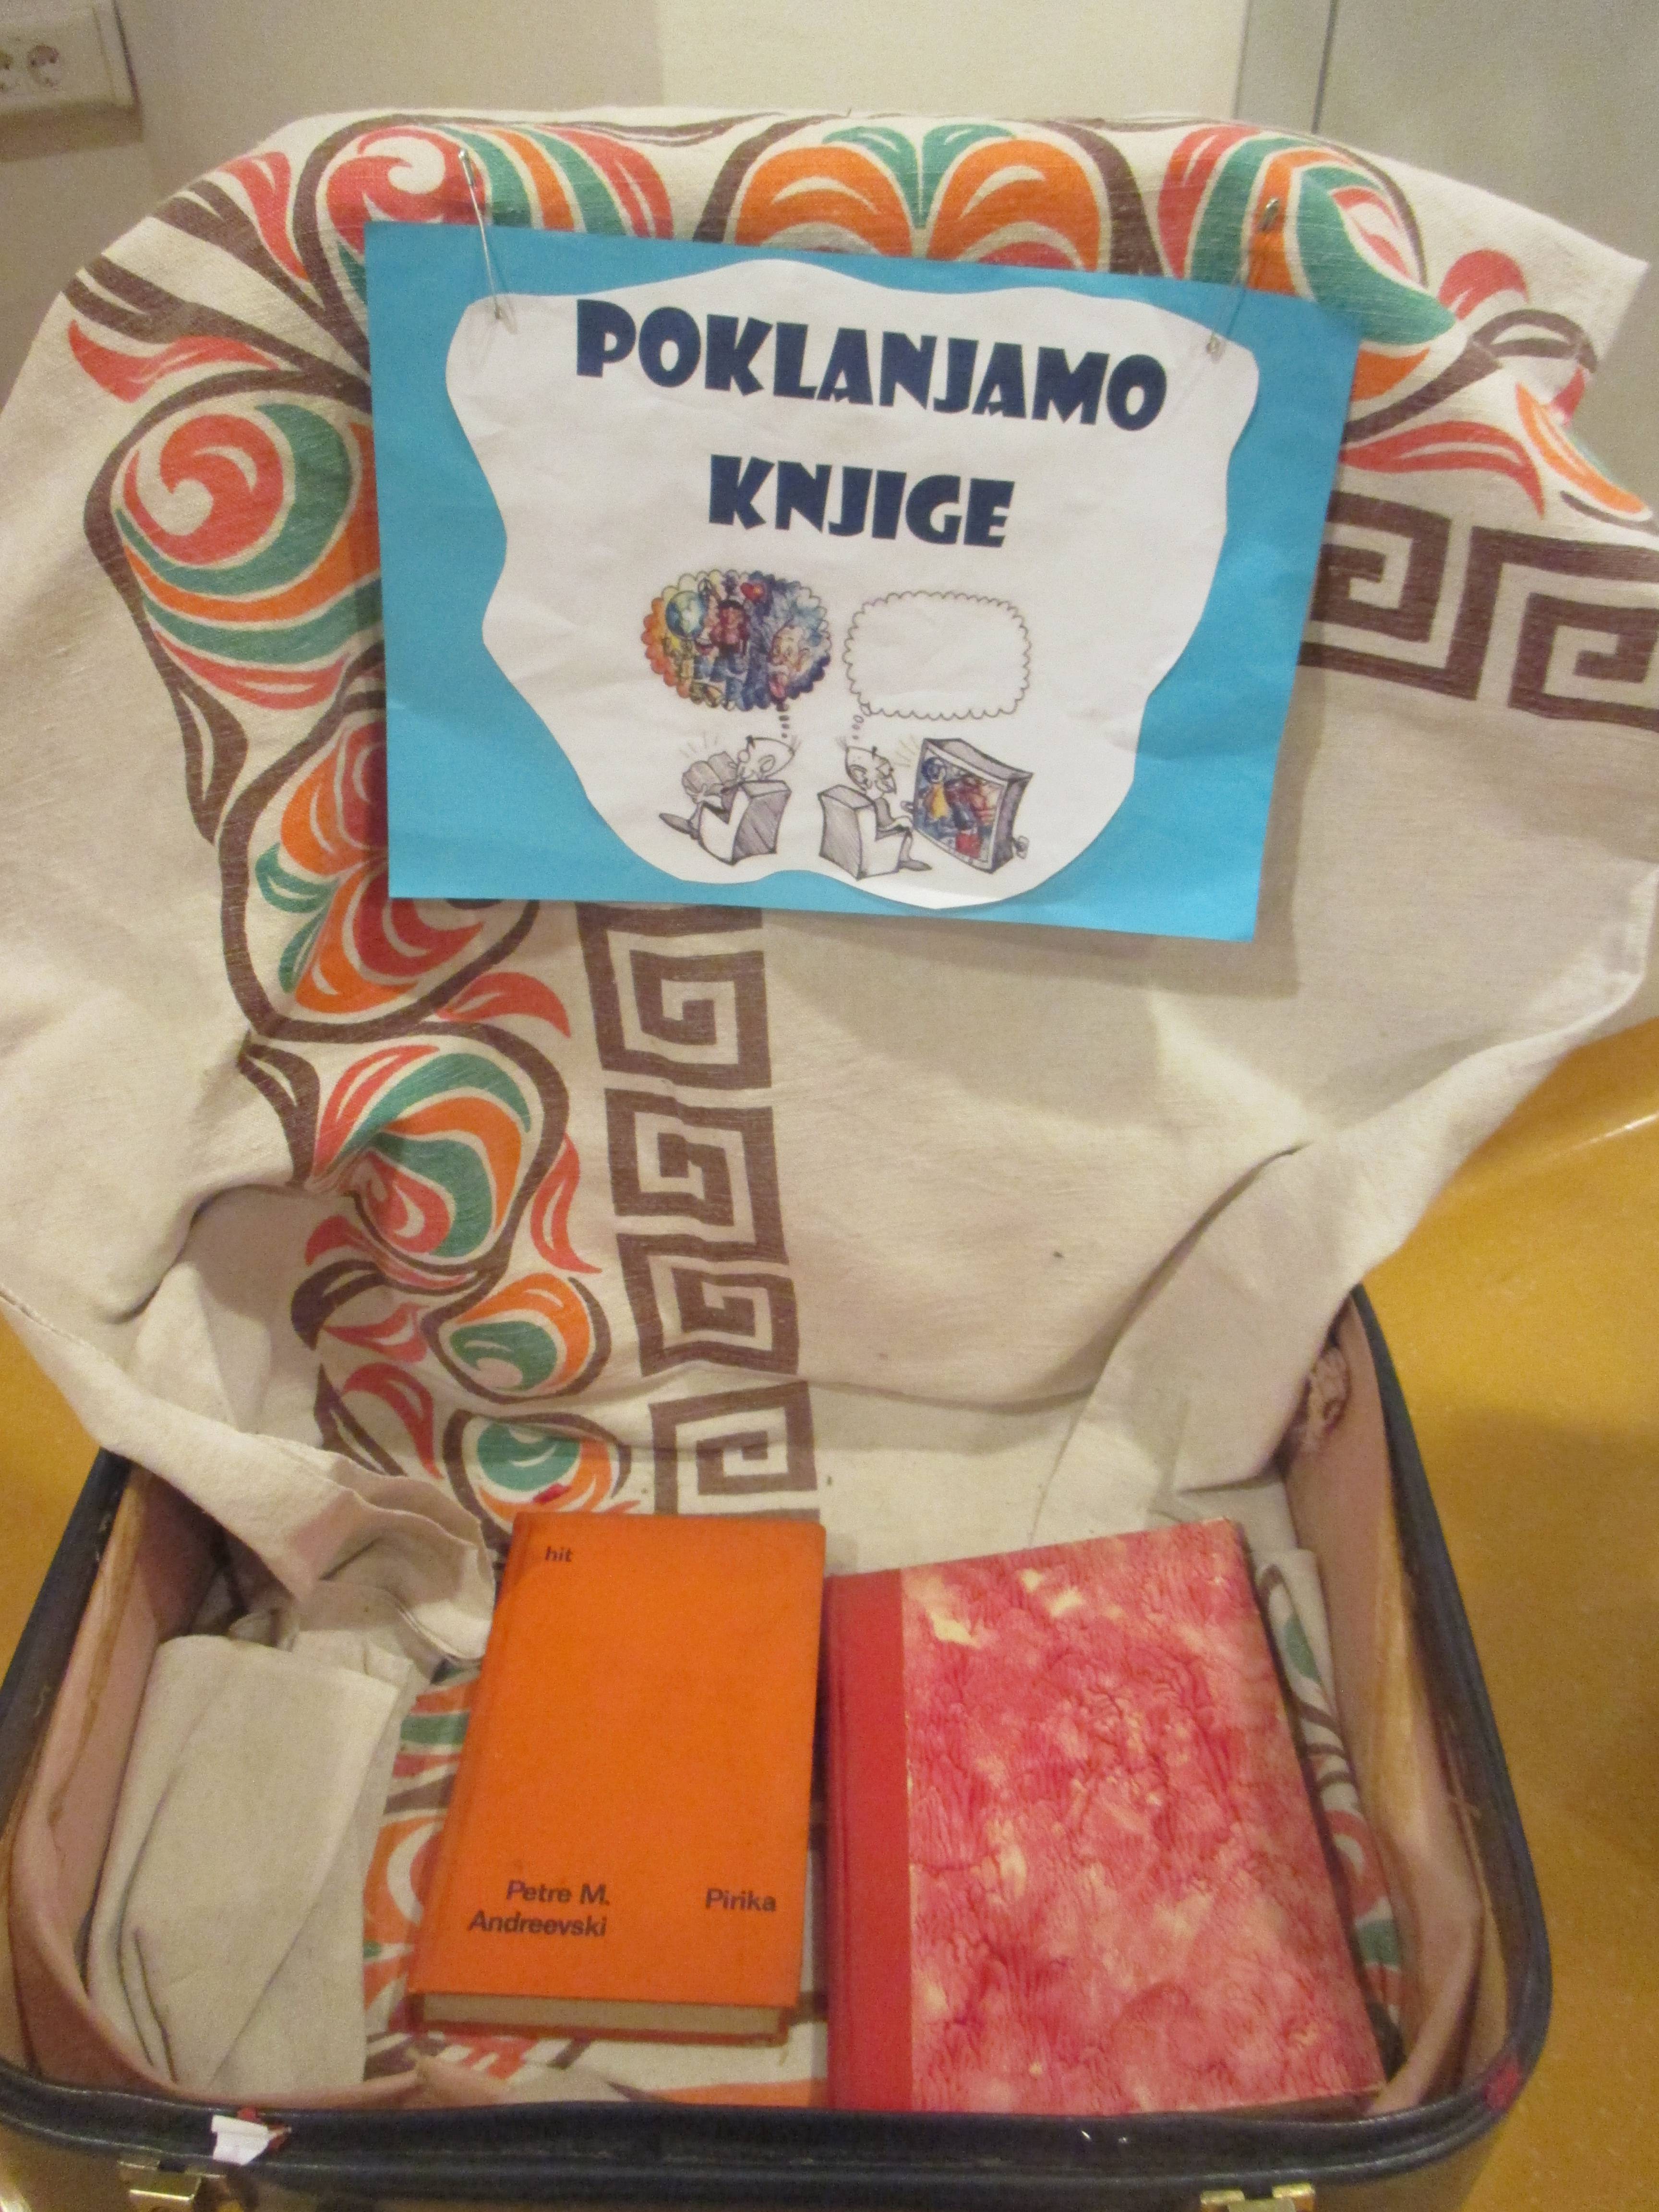 POKLANJAMO
KNJIGE
hit
Petre M.
Andreevski
Pirika